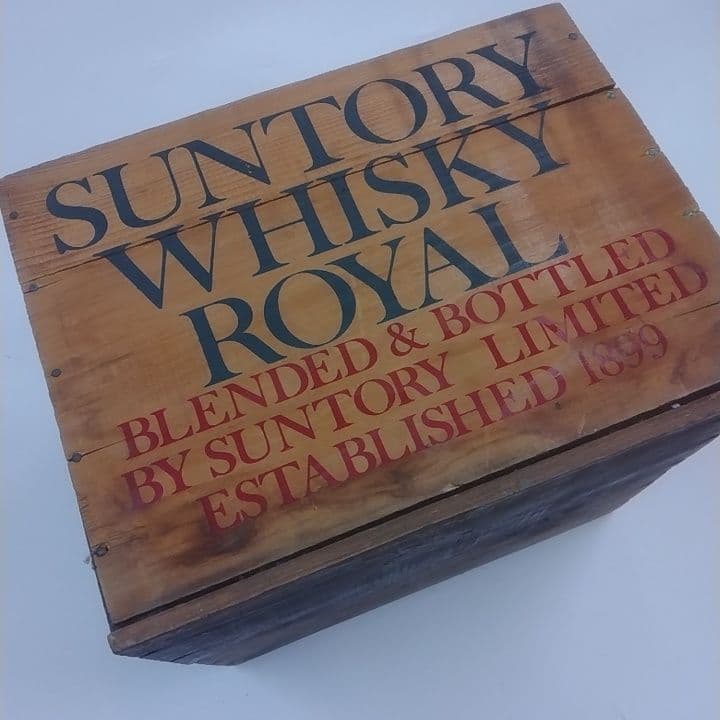 SUNTORY
WHISKY
ROYAL
BLENDED & BOTTLED
BY SUNTORY LIMITED
ESTABLISHED 1899